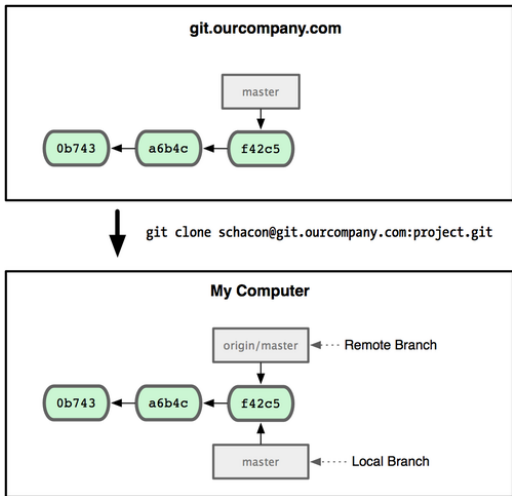 git.ourcompany.com
master
0b743 a6b4c f42c5
git clone schacon@git.ourcompany.com:project.git
My Computer
origin/master Remote Branch
0b743 a6b4c f42c5
master Local Branch